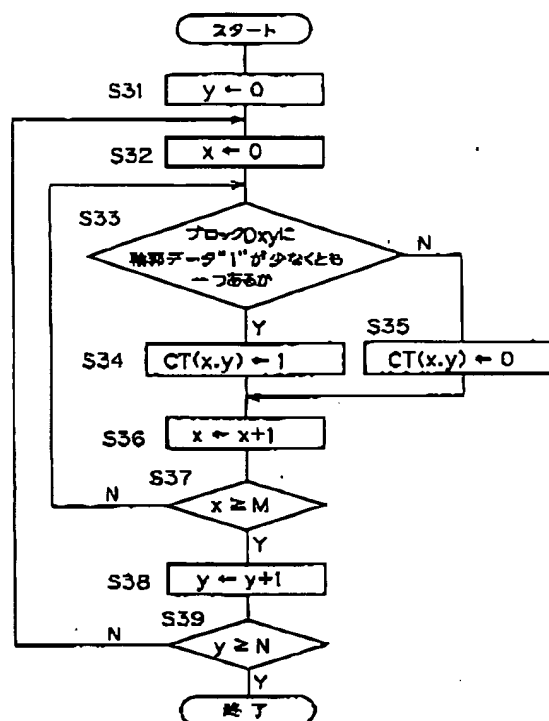 スタート
S31
y ← 0
S32
x ← 0
S33
ブロックDxyに
輪郭データ"1"が少なくとも
一つあるか
N
Y
S34
CT(x.y) ← 1
S35
CT(x.y) ← 0
S36
x ← x+1
S37
x ≧ M
N
Y
S38
y ← y+1
S39
y ≧ N
N
Y
終了